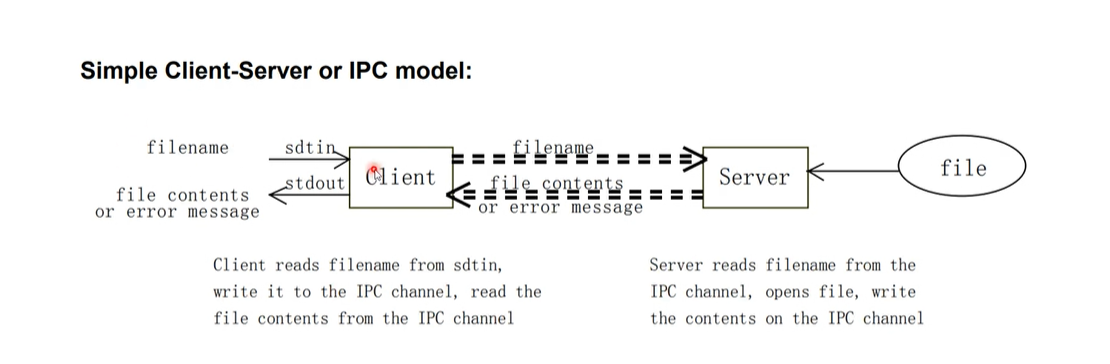 Simple Client-Server or IPC model:
filename
sdtin
filename
file contents
or error message
stdout
Client
file contents
or error message
Server
file
Client reads filename from sdtin,
write it to the IPC channel, read the
file contents from the IPC channel
Server reads filename from the
IPC channel, opens file, write
the contents on the IPC channel